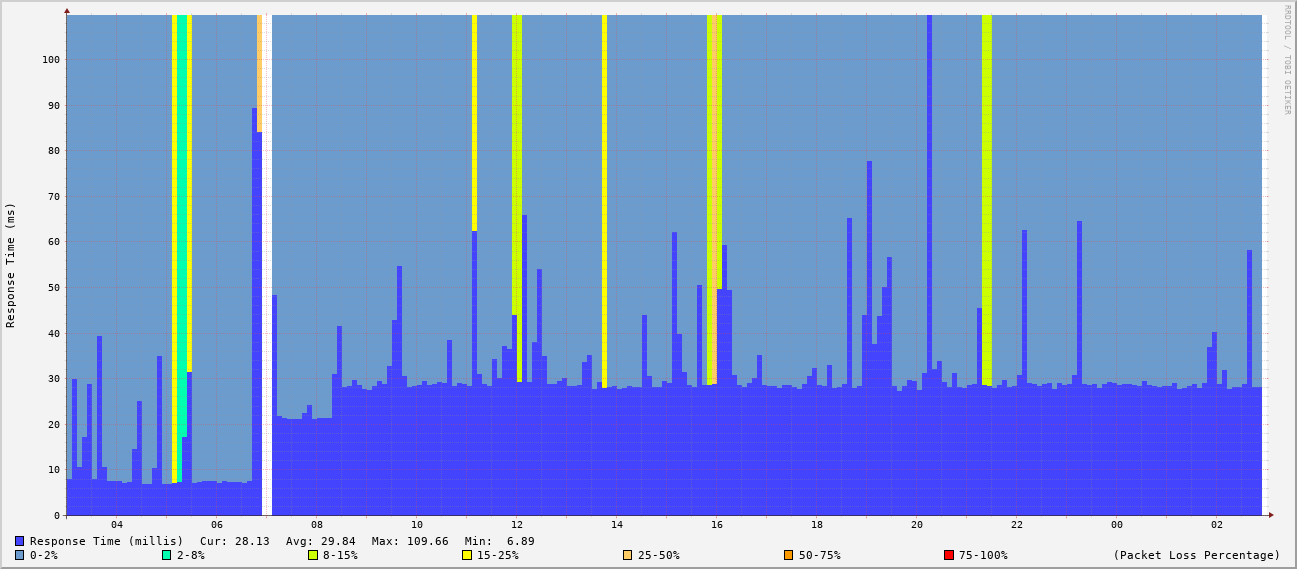 RRDTOOL / TOBI OETIKER
Response Time (ms)
100
90
80
70
60
50
40
30
20
10
0
04 06 08 10 12 14 16 18 20 22 00 02
Response Time (millis) Cur: 28.13 Avg: 29.84 Max: 109.66 Min: 6.89
0-2% 2-8% 8-15% 15-25% 25-50% 50-75% 75-100% (Packet Loss Percentage)